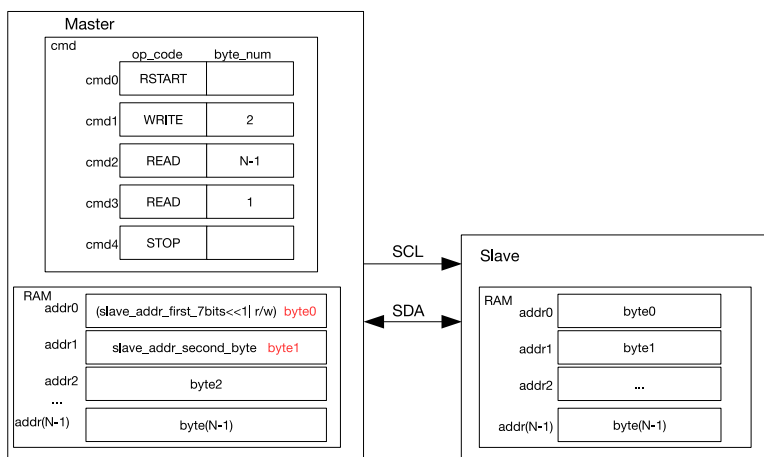 Master
cmd
op_code byte_num
cmd0 RSTART
cmd1 WRITE 2
cmd2 READ N-1
cmd3 READ 1
cmd4 STOP
RAM
addr0 (slave_addr_first_7bits<<1| r/w) byte0
addr1 slave_addr_second_byte byte1
addr2 byte2
...
addr(N-1) byte(N-1)
SCL
SDA
Slave
RAM
addr0 byte0
addr1 byte1
addr2 ...
addr(N-1) byte(N-1)